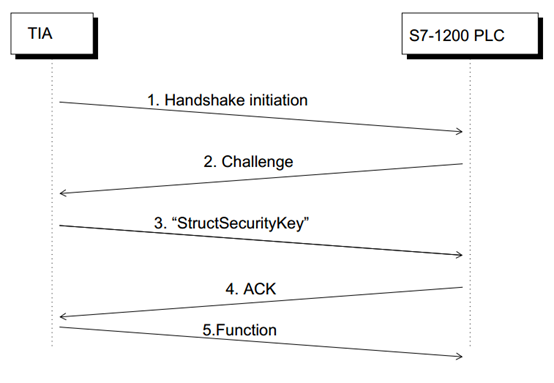 TIA
S7-1200 PLC
1. Handshake initiation
2. Challenge
3. “StructSecurityKey”
4. ACK
5.Function